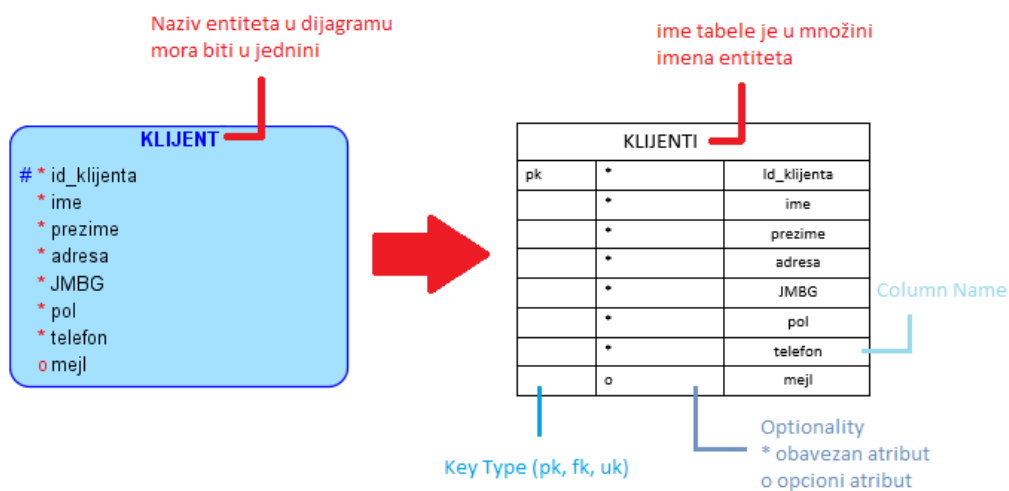 Naziv entiteta u dijagramu
mora biti u jednini
ime tabele je u množini
imena entiteta
KLIJENT
# * id_klijenta
* ime
* prezime
* adresa
* JMBG
* pol
* telefon
o mejl
KLIJENTI
pk * Id_klijenta
* ime
* prezime
* adresa
* JMBG
* pol
* telefon
o mejl
Column Name
Key Type (pk, fk, uk)
Optionality
* obavezan atribut
o opcioni atribut